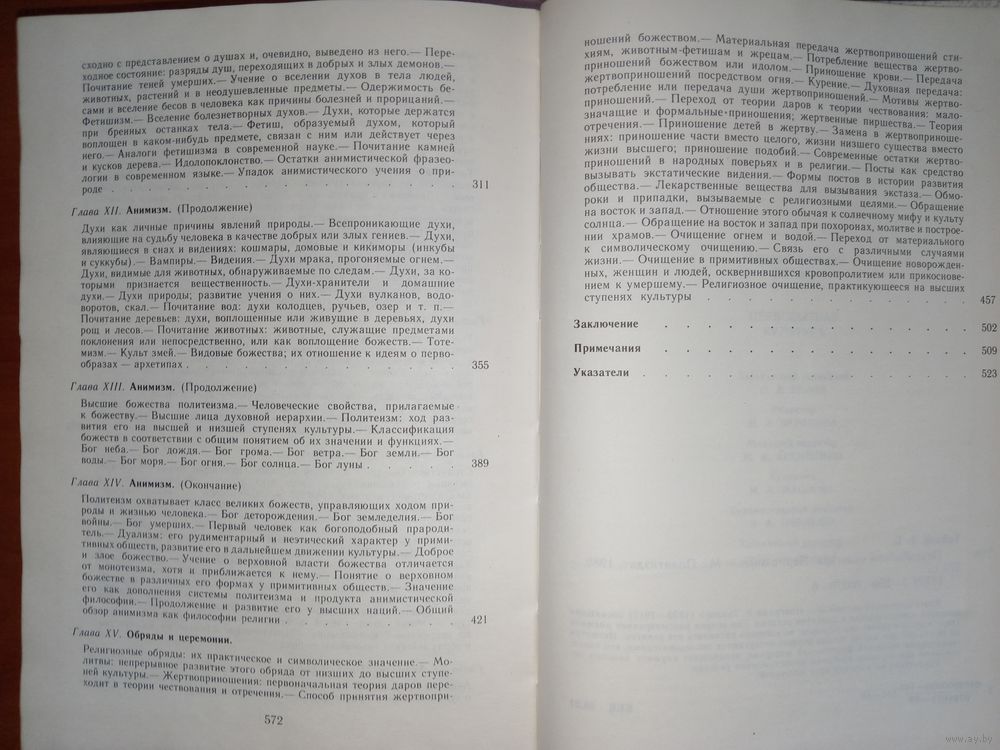 сходно с представлением о душах и, очевидно, выведено из него.— Пере-
ходное состояние: разряды душ, переходящих в добрых и злых демонов.—
Почитание теней умерших.— Учение о вселении духов в тела людей,
животных, растений и в неодушевленные предметы.— Одержимость бе-
сами и вселение бесов в человека как причины болезней и прорицаний.—
Фетишизм.— Вселение болезнетворных духов.— Духи, которые держатся
при бренных останках тела.— Фетиш, образуемый духом, который
воплощен в каком-нибудь предмете, связан с ним или действует через
него.— Аналоги фетишизма в современной науке.— Почитание камней
и кусков дерева.— Идолопоклонство.— Остатки анимистической фразео-
логии в современном языке.— Упадок анимистического учения о при-
роде . . . . . . . . . . . . . . . . . 311
Глава XII. Анимизм. (Продолжение)
Духи как личные причины явлений природы.— Всепроникающие духи,
влияющие на судьбу человека в качестве добрых или злых гениев.— Духи,
являющиеся в снах и видениях: кошмары, домовые и кикиморы (инкубы
и суккубы).— Вампиры.— Видения.— Духи мрака, прогоняемые огнем.—
Духи, видимые для животных, обнаруживаемые по следам.— Духи, за ко-
торыми признается вещественность.— Духи-хранители и домашние
духи.— Духи природы; развитие учения о них.— Духи вулканов, водо-
воротов, скал.— Почитание вод: духи колодцев, ручьев, озер и т. п.—
Почитание деревьев: духи, воплощенные или живущие в деревьях, духи
рощ и лесов.— Почитание животных: животные, служащие предметами
поклонения или непосредственно, или как воплощение божеств.— Тоте-
мизм.— Культ змей.— Видовые божества; их отношение к идеям о перво-
образах — архетипах . . . . . . . . . . . . . 355
Глава XIII. Анимизм. (Продолжение)
Высшие божества политеизма.— Человеческие свойства, прилагаемые
к божеству.— Высшие лица духовной иерархии.— Политеизм: ход раз-
вития его на высшей и низшей ступенях культуры.— Классификация
божеств в соответствии с общим понятием об их значении и функциях.—
Бог неба.— Бог дождя.— Бог грома.— Бог ветра.— Бог земли.— Бог
воды.— Бог моря.— Бог огня.— Бог солнца.— Бог луны . . . . . 389
Глава XIV. Анимизм. (Окончание)
Политеизм охватывает класс великих божеств, управляющих ходом при-
роды и жизнью человека.— Бог деторождения.— Бог земледелия.— Бог
войны.— Бог умерших.— Первый человек как богоподобный прароди-
тель.— Дуализм: его рудиментарный и неэтический характер у прими-
тивных обществ, развитие его в дальнейшем движении культуры.— Доброе
и злое божество.— Учение о верховной власти божества отличается
от монотеизма, хотя и приближается к нему.— Понятие о верховном
божестве в различных его формах у примитивных обществ.— Значение
его как дополнения системы политеизма и продукта анимистической
философии.— Продолжение и развитие его у высших наций.— Общий
обзор анимизма как философии религии . . . . . . . . . 421
Глава XV. Обряды и церемонии.
Религиозные обряды: их практическое и символическое значение.— Мо-
литвы: непрерывное развитие этого обряда от низших до высших ступе-
ней культуры.— Жертвоприношения: первоначальная теория даров пере-
ходит в теории чествования и отречения.— Способ принятия жертвопри-
572
ношений божеством.— Материальная передача жертвоприношений сти-
хиям, животным-фетишам и жрецам.— Потребление вещества жертво-
приношений божеством или идолом.— Приношение крови.— Передача
жертвоприношений посредством огня.— Курение.— Духовная передача:
потребление или передача души жертвоприношений.— Мотивы жертво-
приношений.— Переход от теории даров к теории чествования: мало-
значащие и формальные приношения; жертвенные пиршества.— Теория
отречения.— Приношение детей в жертву.— Замена в жертвоприноше-
ниях: приношение части вместо целого, жизни низшего существа вместо
жизни высшего; приношение подобий.— Современные остатки жертво-
приношений в народных поверьях и в религии.— Посты как средство
вызывать экстатические видения.— Формы постов в истории развития
общества.— Лекарственные вещества для вызывания экстаза.— Обмо-
роки и припадки, вызываемые с религиозными целями.— Обращение
на восток и запад.— Отношение этого обычая к солнечному мифу и культу
солнца.— Обращение на восток и запад при похоронах, молитве и построе-
нии храмов.— Очищение огнем и водой.— Переход от материального
к символическому очищению.— Связь его с различными случаями
жизни.— Очищение в примитивных обществах.— Очищение новорожден-
ных, женщин и людей, осквернившихся кровопролитием или прикоснове-
нием к умершему.— Религиозное очищение, практикующееся на высших
ступенях культуры . . . . . . . . . . . . . 457
Заключение . . . . . . . . . . . . . . . 502
Примечания . . . . . . . . . . . . . . . 509
Указатели . . . . . . . . . . . . . . . . 523
www.ay.by